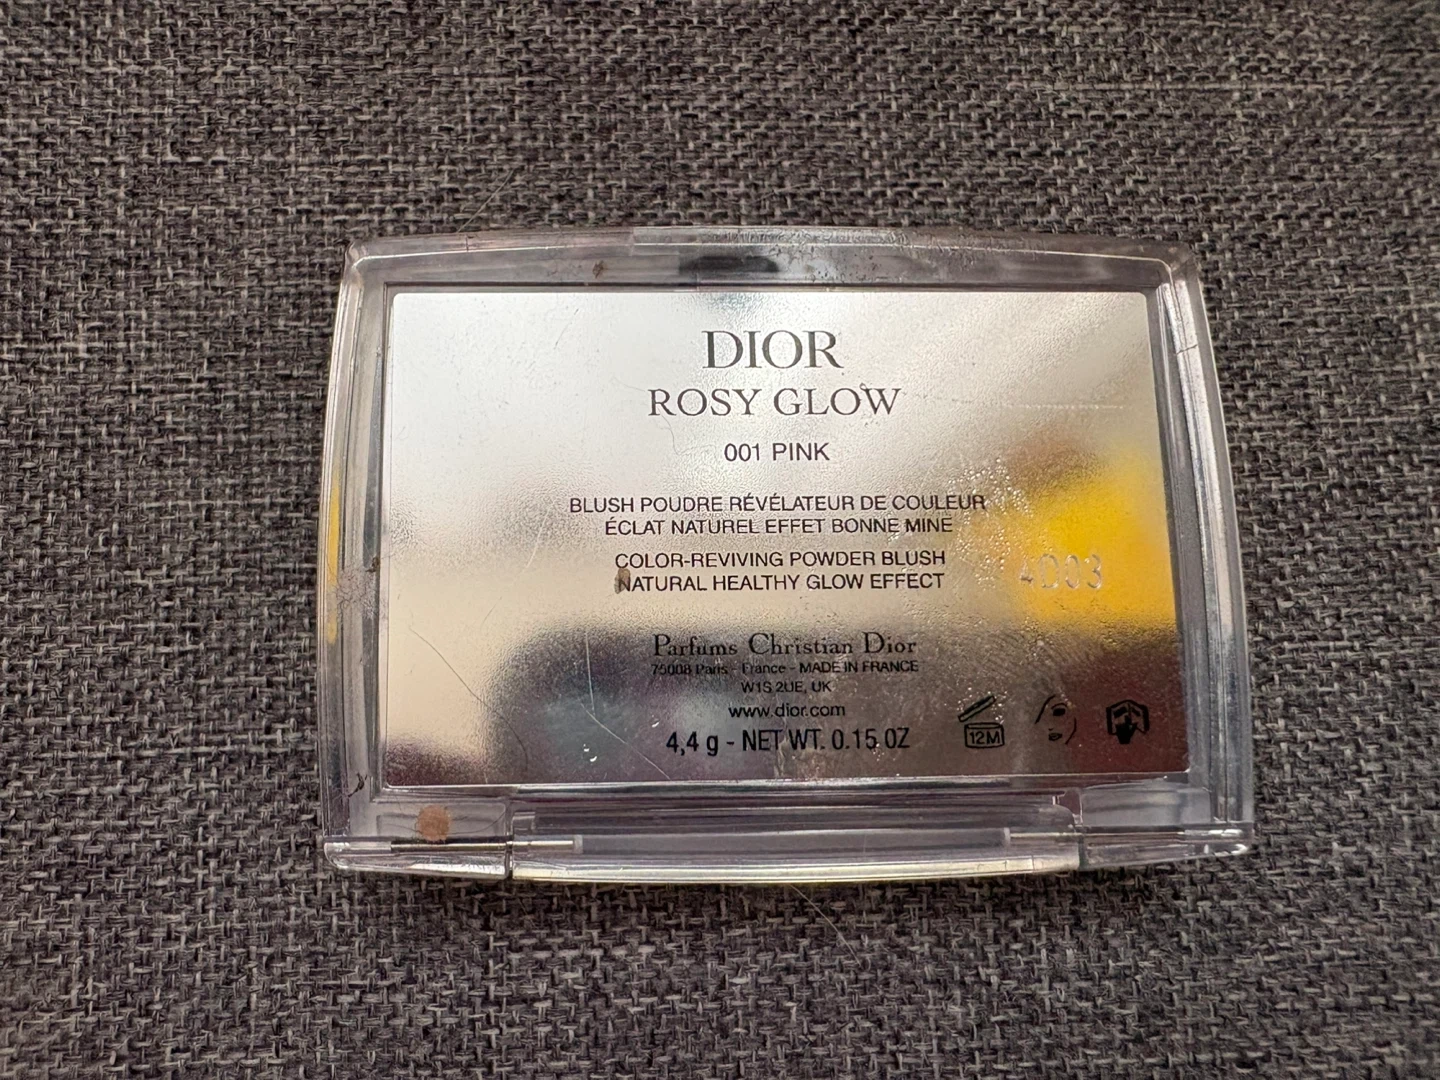 DIOR
ROSY GLOW
001 PINK
BLUSH POUDRE RÉVÉLATEUR DE COULEUR
ÉCLAT NATUREL EFFET BONNE MINE
COLOR-REVIVING POWDER BLUSH
NATURAL HEALTHY GLOW EFFECT
4D03
Parfums Christian Dior
75008 Paris - France - MADE IN FRANCE
W1S 2UE, UK
www.dior.com
4,4 g - NET WT. 0.15 OZ
12M